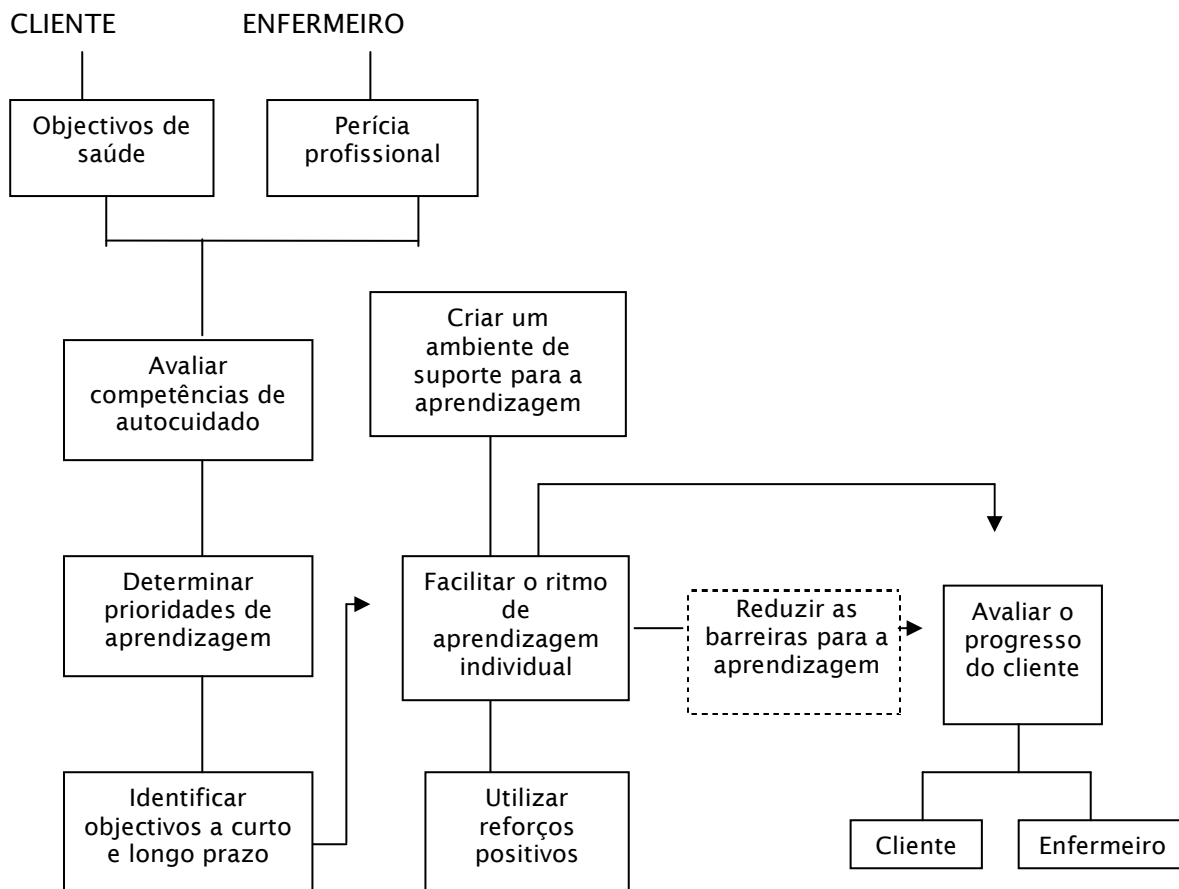 CLIENTE
ENFERMEIRO
Objectivos de
saúde
Perícia
profissional
Avaliar
competências de
autocuidado
Criar um
ambiente de
suporte para a
aprendizagem
Determinar
prioridades de
aprendizagem
Facilitar o ritmo
de
aprendizagem
individual
Reduzir as
barreiras para a
aprendizagem
Avaliar o
progresso
do cliente
Identificar
objectivos a curto
e longo prazo
Utilizar
reforços
positivos
Cliente
Enfermeiro